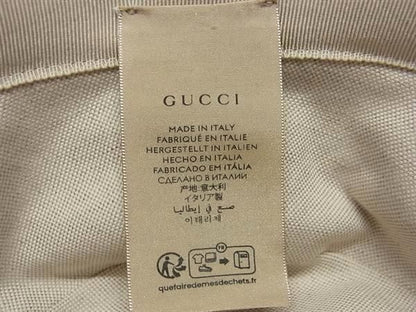 GUCCI
MADE IN ITALY
FABRIQUÉ EN ITALIE
HERGESTELLT IN ITALIEN
HECHO EN ITALIA
FABRICADO EM ITÁLIA
СДЕЛАНО В ИТАЛИИ
产地:意大利
イタリア製
صنع في إيطاليا
이태리제
FR
quefairedemesdechets.fr